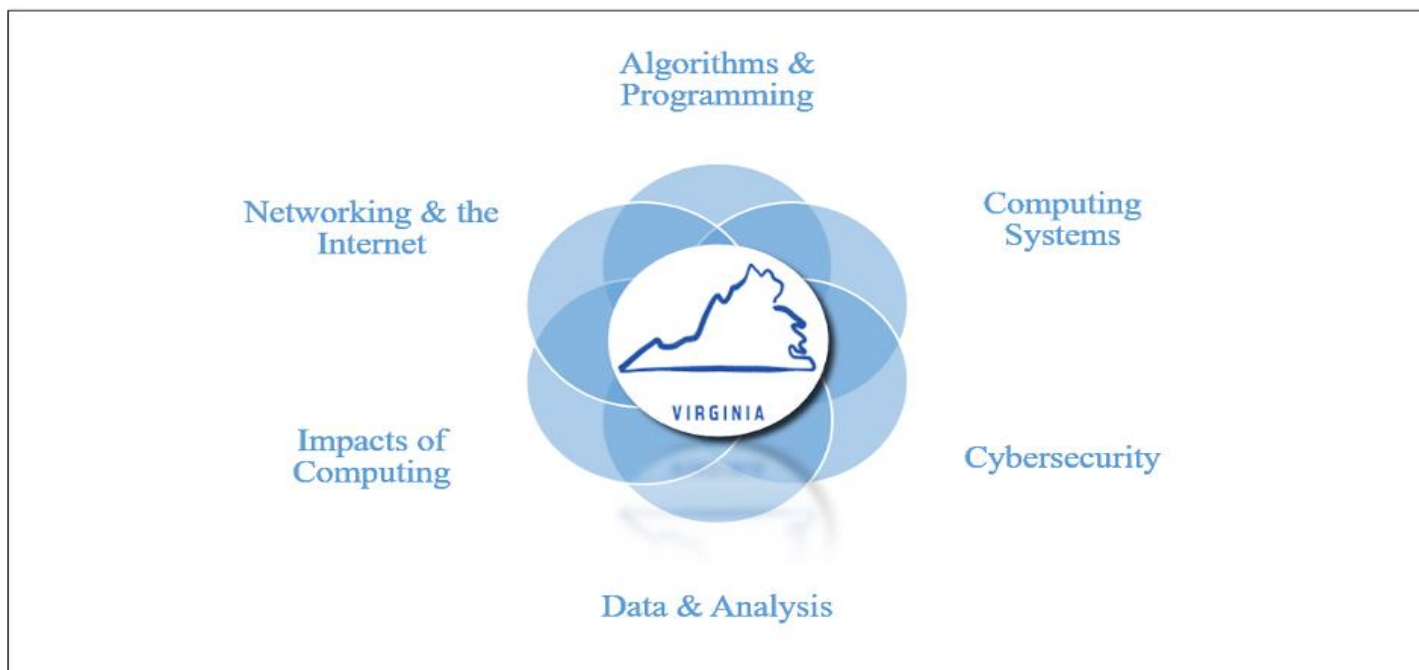 Algorithms &
Programming
Networking & the
Internet
Computing
Systems
VIRGINIA
Impacts of
Computing
Cybersecurity
Data & Analysis